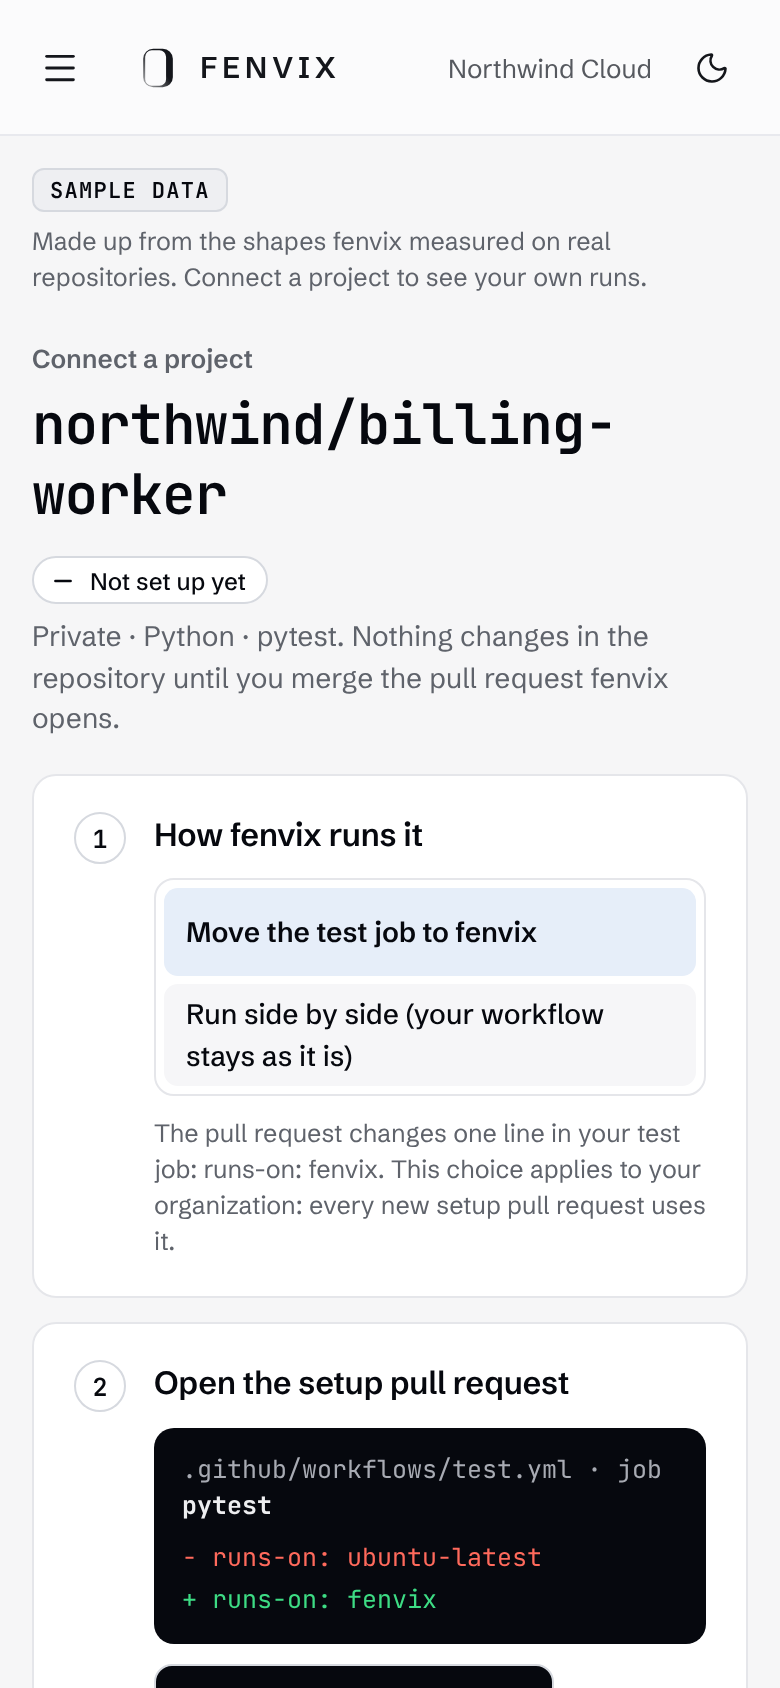 FENVIX
Northwind Cloud
SAMPLE DATA
Made up from the shapes fenvix measured on real
repositories. Connect a project to see your own runs.
Connect a project
northwind/billing-
worker
— Not set up yet
Private · Python · pytest. Nothing changes in the
repository until you merge the pull request fenvix
opens.
1 How fenvix runs it
Move the test job to fenvix
Run side by side (your workflow
stays as it is)
The pull request changes one line in your test
job: runs-on: fenvix. This choice applies to your
organization: every new setup pull request uses
it.
2 Open the setup pull request
.github/workflows/test.yml · job
pytest
- runs-on: ubuntu-latest
+ runs-on: fenvix